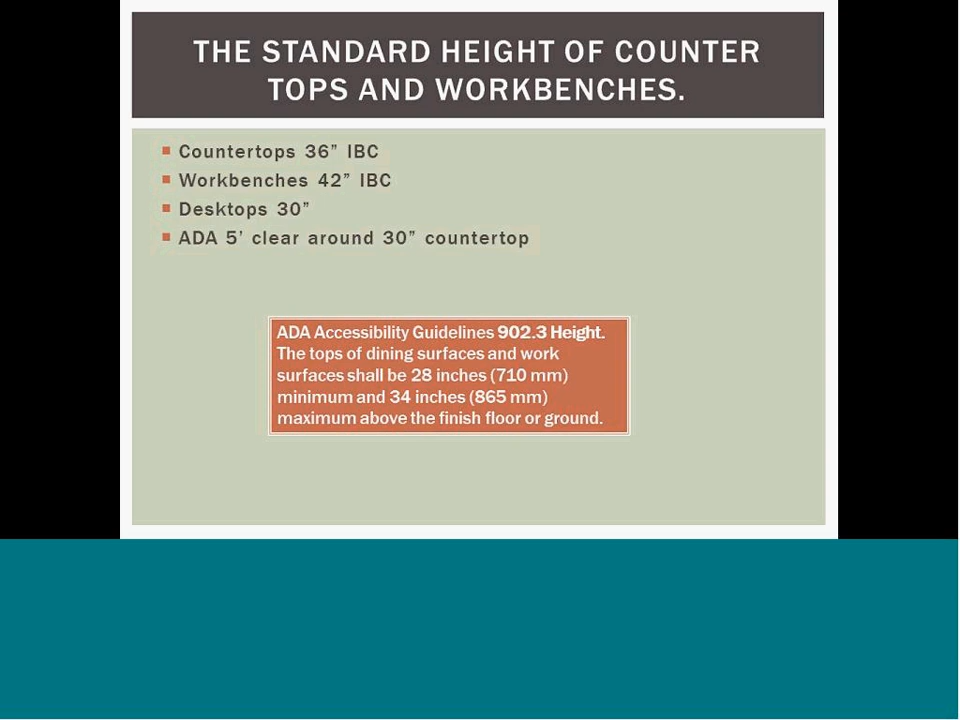 THE STANDARD HEIGHT OF COUNTER
TOPS AND WORKBENCHES.
Countertops 36” IBC
Workbenches 42” IBC
Desktops 30”
ADA 5’ clear around 30” countertop
ADA Accessibility Guidelines 902.3 Height.
The tops of dining surfaces and work
surfaces shall be 28 inches (710 mm)
minimum and 34 inches (865 mm)
maximum above the finish floor or ground.